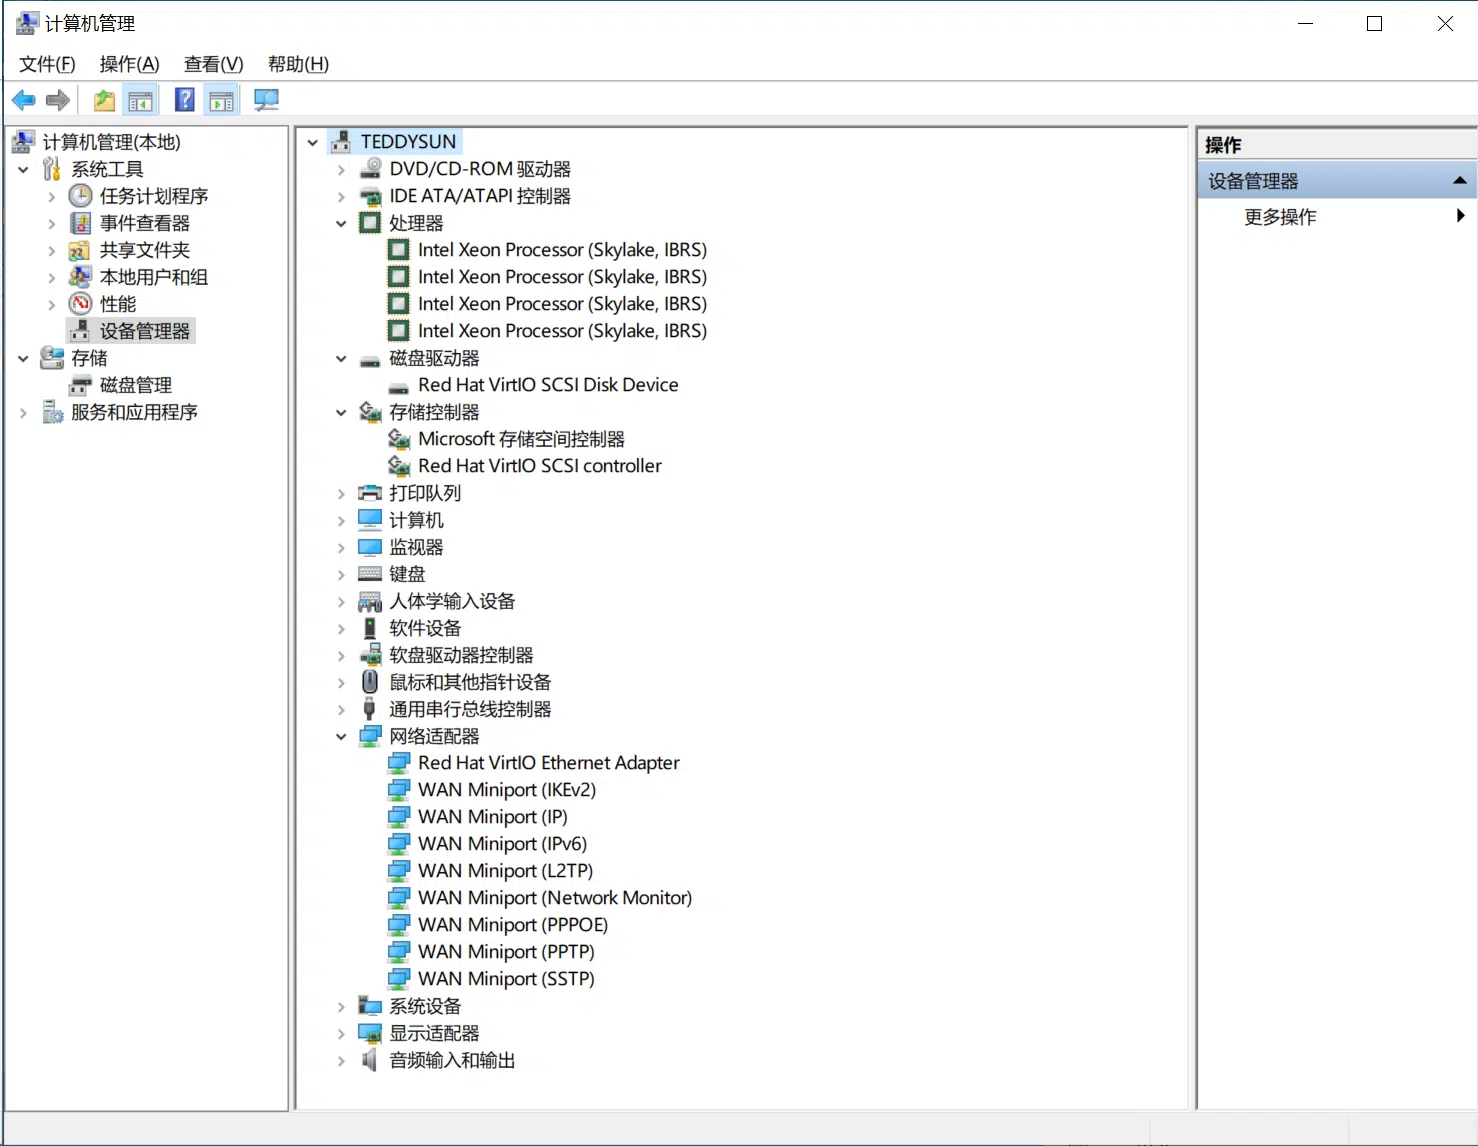 计算机管理
文件(F) 操作(A) 查看(V) 帮助(H)
计算机管理(本地)
系统工具
任务计划程序
事件查看器
共享文件夹
本地用户和组
性能
设备管理器
存储
磁盘管理
服务和应用程序
TEDDYSUN
DVD/CD-ROM 驱动器
IDE ATA/ATAPI 控制器
处理器
Intel Xeon Processor (Skylake, IBRS)
Intel Xeon Processor (Skylake, IBRS)
Intel Xeon Processor (Skylake, IBRS)
Intel Xeon Processor (Skylake, IBRS)
磁盘驱动器
Red Hat VirtIO SCSI Disk Device
存储控制器
Microsoft 存储空间控制器
Red Hat VirtIO SCSI controller
打印队列
计算机
监视器
键盘
人体学输入设备
软件设备
软盘驱动器控制器
鼠标和其他指针设备
通用串行总线控制器
网络适配器
Red Hat VirtIO Ethernet Adapter
WAN Miniport (IKEv2)
WAN Miniport (IP)
WAN Miniport (IPv6)
WAN Miniport (L2TP)
WAN Miniport (Network Monitor)
WAN Miniport (PPPOE)
WAN Miniport (PPTP)
WAN Miniport (SSTP)
系统设备
显示适配器
音频输入和输出
操作
设备管理器
更多操作